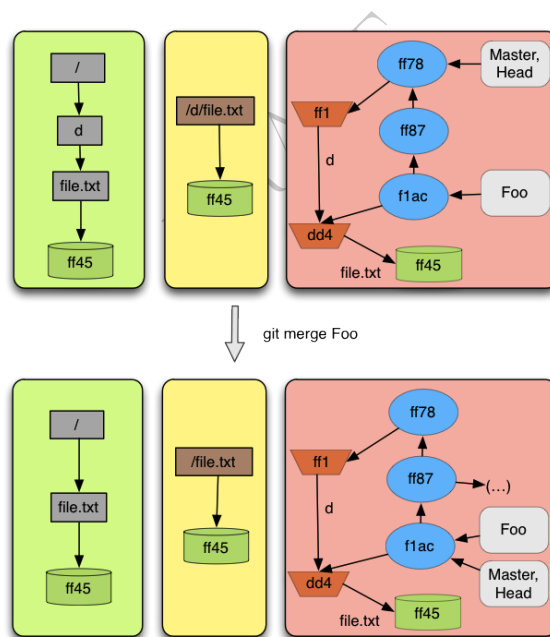 /
d
file.txt
ff45
/d/file.txt
ff45
ff78
Master,
Head
ff1
ff87
d
f1ac
Foo
dd4
file.txt
ff45
git merge Foo
/
file.txt
ff45
/file.txt
ff45
ff78
ff1
ff87
(...)
d
Foo
f1ac
Master,
Head
dd4
file.txt
ff45